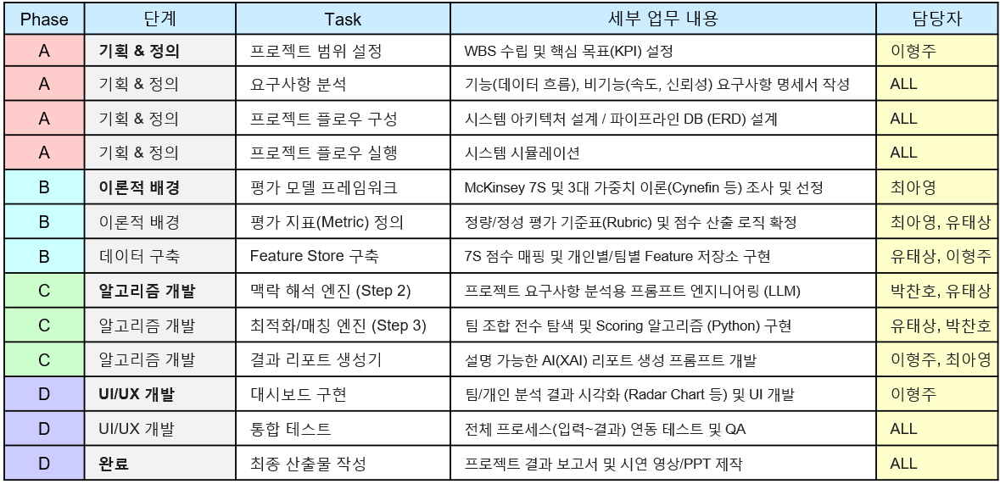 Phase 단계 Task 세부 업무 내용 담당자
A 기획 & 정의 프로젝트 범위 설정 WBS 수립 및 핵심 목표(KPI) 설정 이형주
A 기획 & 정의 요구사항 분석 기능(데이터 흐름), 비기능(속도, 신뢰성) 요구사항 명세서 작성 ALL
A 기획 & 정의 프로젝트 플로우 구성 시스템 아키텍처 설계 / 파이프라인 DB (ERD) 설계 ALL
A 기획 & 정의 프로젝트 플로우 실행 시스템 시뮬레이션 ALL
B 이론적 배경 평가 모델 프레임워크 McKinsey 7S 및 3대 가중치 이론(Cynefin 등) 조사 및 선정 최아영
B 이론적 배경 평가 지표(Metric) 정의 정량/정성 평가 기준표(Rubric) 및 점수 산출 로직 확정 최아영, 유태상
B 데이터 구축 Feature Store 구축 7S 점수 매핑 및 개인별/팀별 Feature 저장소 구현 유태상, 이형주
C 알고리즘 개발 맥락 해석 엔진 (Step 2) 프로젝트 요구사항 분석용 프롬프트 엔지니어링 (LLM) 박찬호, 유태상
C 알고리즘 개발 최적화/매칭 엔진 (Step 3) 팀 조합 전수 탐색 및 Scoring 알고리즘 (Python) 구현 유태상, 박찬호
C 알고리즘 개발 결과 리포트 생성기 설명 가능한 AI(XAI) 리포트 생성 프롬프트 개발 이형주, 최아영
D UI/UX 개발 대시보드 구현 팀/개인 분석 결과 시각화 (Radar Chart 등) 및 UI 개발 이형주
D UI/UX 개발 통합 테스트 전체 프로세스(입력~결과) 연동 테스트 및 QA ALL
D 완료 최종 산출물 작성 프로젝트 결과 보고서 및 시연 영상/PPT 제작 ALL